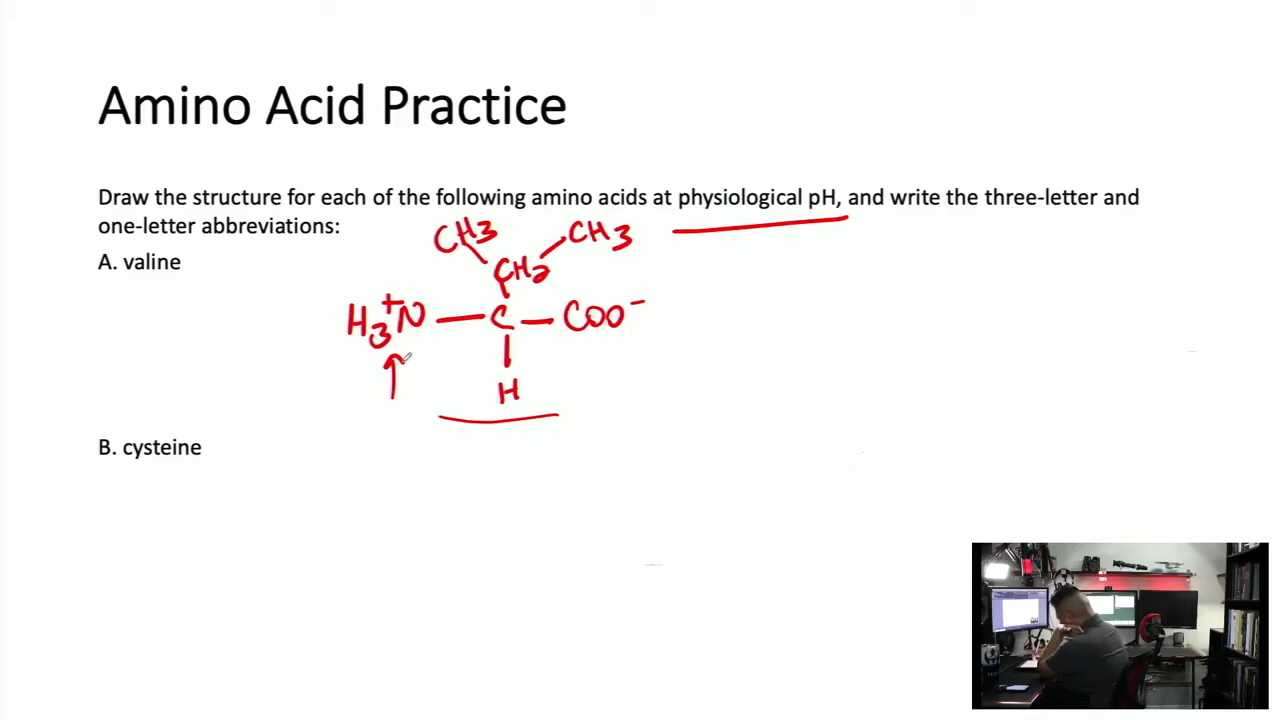 Amino Acid Practice
Draw the structure for each of the following amino acids at physiological pH, and write the three-letter and
one-letter abbreviations:
CH3 CH3
A. valine
CH2
H3+N — C — COO-
H
B. cysteine